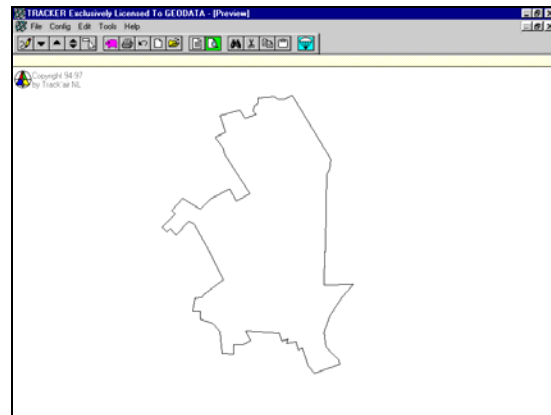 TRACKER Exclusively Licensed To GEODATA - [Preview]
File Config Edit Tools Help
Copyright 94-97
by Track'air NL